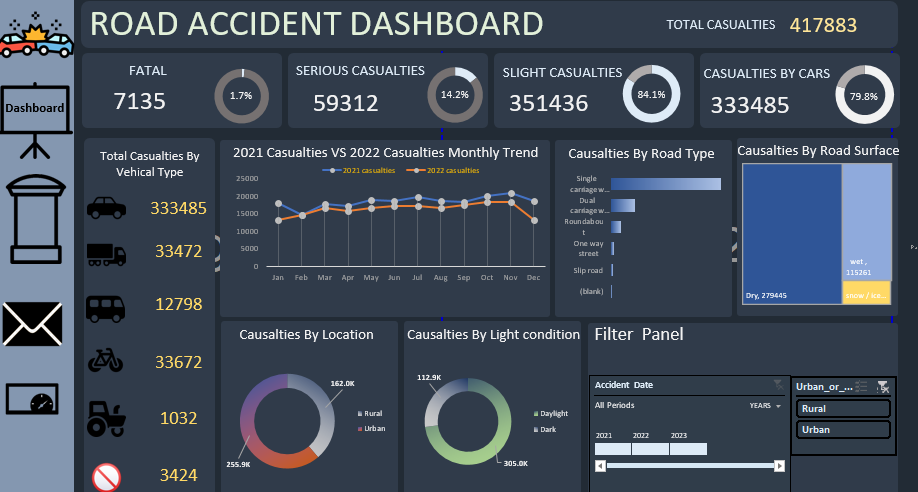 ROAD ACCIDENT DASHBOARD
TOTAL CASUALTIES 417883
FATAL
7135
1.7%
SERIOUS CASUALTIES
59312
14.2%
SLIGHT CASUALTIES
351436
84.1%
CASUALTIES BY CARS
333485
79.8%
Dashboard
Total Casualties By
Vehical Type
333485
33472
12798
33672
1032
3424
2021 Casualties VS 2022 Casualties Monthly Trend
2021 casualties 2022 casualties
25000
20000
15000
10000
5000
0
Jan Feb Mar Apr May Jun Jul Aug Sep Oct Nov Dec
Causalties By Road Type
Single
carriagew...
Dual
carriagew...
Roundabou
t
One way
street
Slip road
(blank)
Causalties By Road Surface
Dry, 279445
wet ,
115261
snow / Ice...
Causalties By Location
162.0K
255.9K
Rural
Urban
Causalties By Light condition
112.9K
305.0K
Daylight
Dark
Filter Panel
Accident Date
All Periods YEARS
2021 2022 2023
Urban_or_...
Rural
Urban